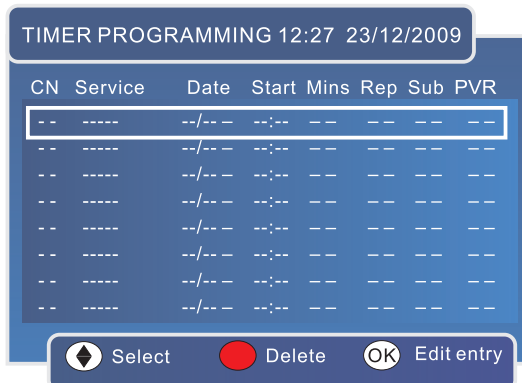 TIMER PROGRAMMING 12:27 23/12/2009
CN Service Date Start Mins Rep Sub PVR
- - ----- --/-- – --:-- – – – – – – – –
- - ----- --/-- – --:-- – – – – – – – –
- - ----- --/-- – --:-- – – – – – – – –
- - ----- --/-- – --:-- – – – – – – – –
- - ----- --/-- – --:-- – – – – – – – –
- - ----- --/-- – --:-- – – – – – – – –
- - ----- --/-- – --:-- – – – – – – – –
- - ----- --/-- – --:-- – – – – – – – –
Select Delete OK Edit entry